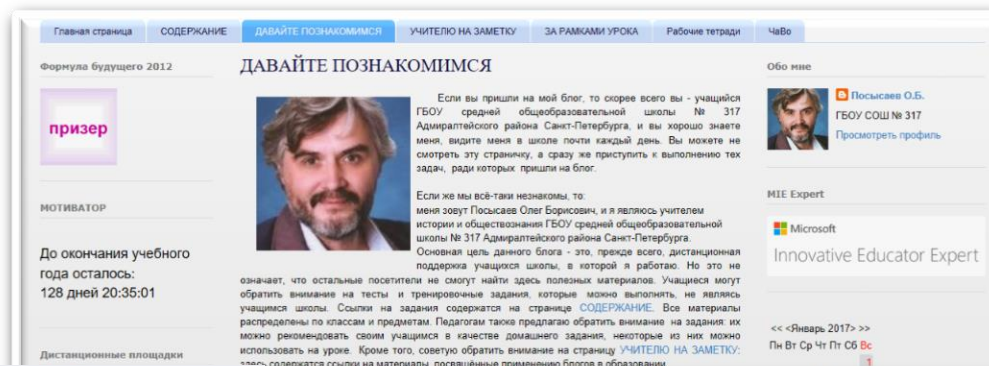 Главная страница СОДЕРЖАНИЕ ДАВАЙТЕ ПОЗНАКОМИМСЯ УЧИТЕЛЮ НА ЗАМЕТКУ ЗА РАМКАМИ УРОКА Рабочие тетради ЧаВо
Формула будущего 2012
призер
МОТИВАТОР
До окончания учебного
года осталось:
128 дней 20:35:01
Дистанционные площадки
ДАВАЙТЕ ПОЗНАКОМИМСЯ
Если вы пришли на мой блог, то скорее всего вы - учащийся
ГБОУ средней общеобразовательной школы № 317
Адмиралтейского района Санкт-Петербурга, и вы хорошо знаете
меня, видите меня в школе почти каждый день. Вы можете не
смотреть эту страничку, а сразу же приступить к выполнению тех
задач, ради которых пришли на блог.
Если же мы всё-таки незнакомы, то:
меня зовут Посысаев Олег Борисович, и я являюсь учителем
истории и обществознания ГБОУ средней общеобразовательной
школы № 317 Адмиралтейского района Санкт-Петербурга.
Основная цель данного блога - это, прежде всего, дистанционная
поддержка учащихся школы, в которой я работаю. Но это не
означает, что остальные посетители не смогут найти здесь полезных материалов. Учащиеся могут
обратить внимание на тесты и тренировочные задания, которые можно выполнять, не являясь
учащимся школы. Ссылки на задания содержатся на странице СОДЕРЖАНИЕ. Все материалы
распределены по классам и предметам. Педагогам также предлагаю обратить внимание на задания: их
можно рекомендовать своим учащимся в качестве домашнего задания, некоторые из них можно
использовать на уроке. Кроме того, советую обратить внимание на страницу УЧИТЕЛЮ НА ЗАМЕТКУ:
здесь содержатся ссылки на материалы, посвящённые применению блогов в образовании.
Обо мне
Посысаев О.Б.
ГБОУ СОШ № 317
Просмотреть профиль
MIE Expert
Microsoft
Innovative Educator Expert
<< <Январь 2017> >>
Пн Вт Ср Чт Пт Сб Вс
1